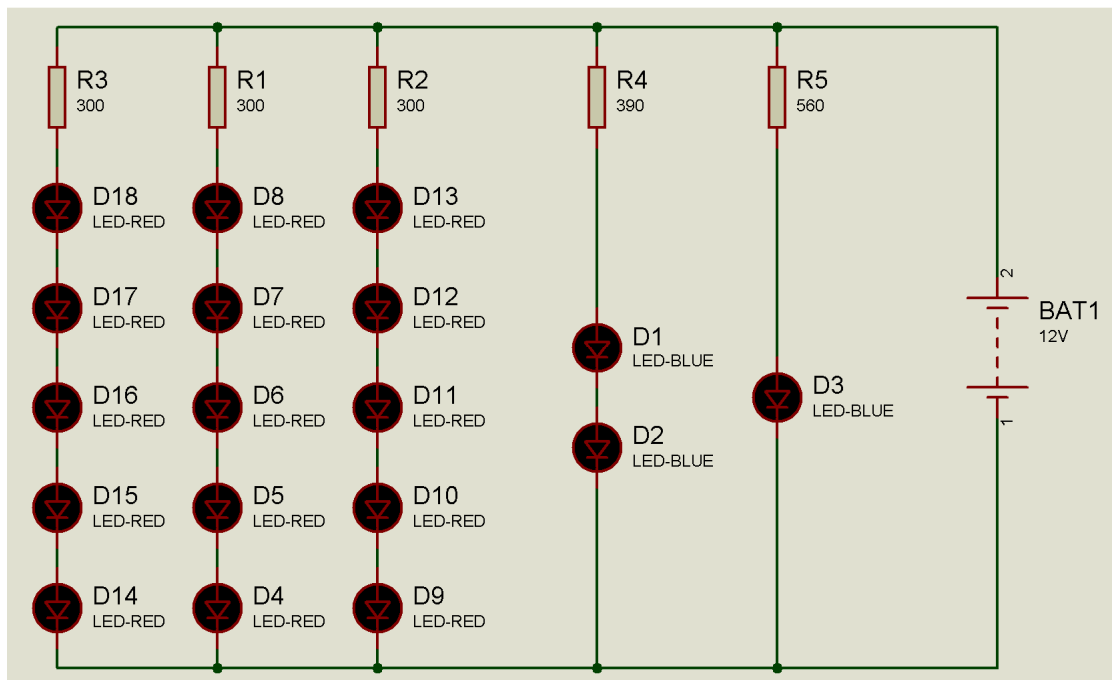 R3
300
R1
300
R2
300
R4
390
R5
560
D18
LED-RED
D8
LED-RED
D13
LED-RED
D17
LED-RED
D7
LED-RED
D12
LED-RED
D1
LED-BLUE
D16
LED-RED
D6
LED-RED
D11
LED-RED
D3
LED-BLUE
D2
LED-BLUE
D15
LED-RED
D5
LED-RED
D10
LED-RED
D14
LED-RED
D4
LED-RED
D9
LED-RED
2
BAT1
12V
1